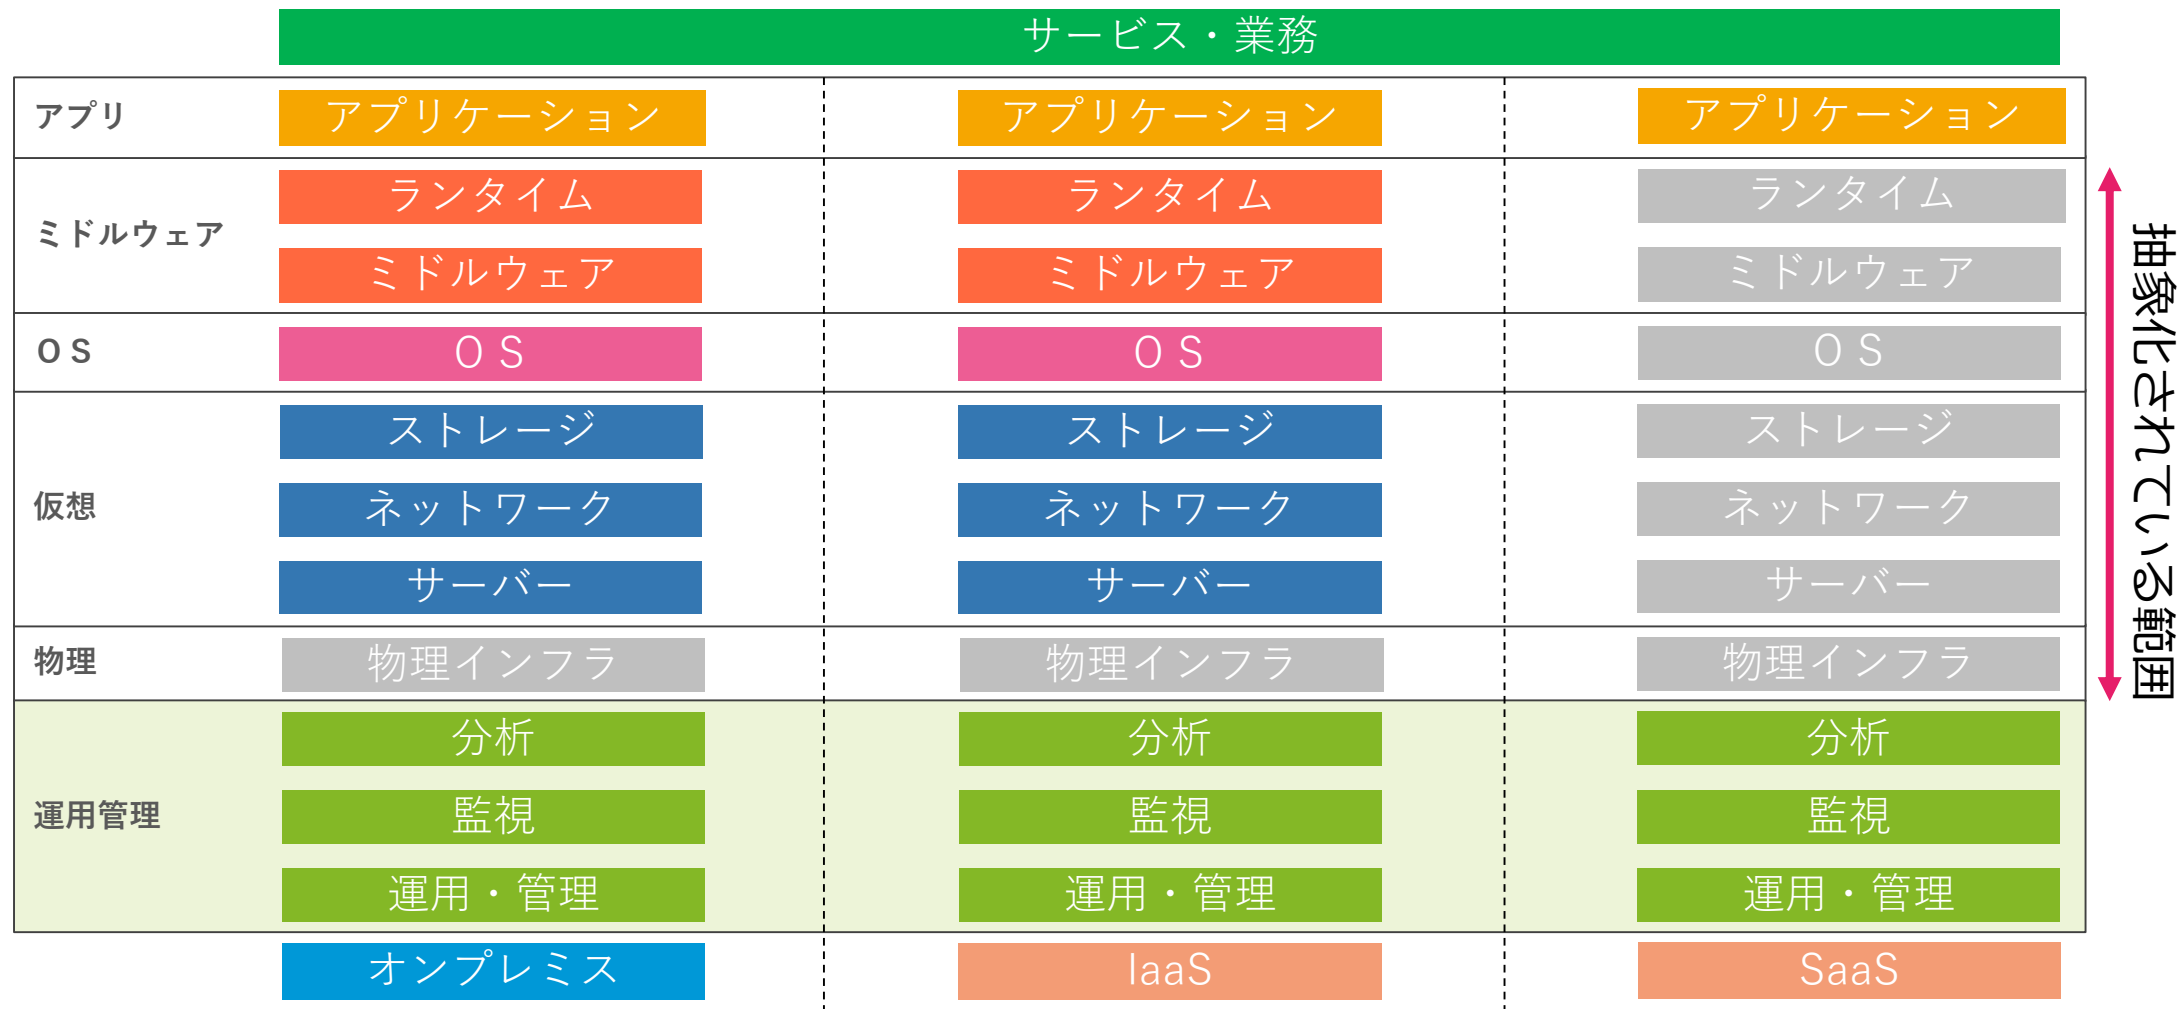 サービス・業務
アプリ
アプリケーション
アプリケーション
アプリケーション
ミドルウェア
ランタイム
ランタイム
ランタイム
ミドルウェア
ミドルウェア
ミドルウェア
ＯＳ
ＯＳ
ＯＳ
ＯＳ
仮想
ストレージ
ストレージ
ストレージ
ネットワーク
ネットワーク
ネットワーク
サーバー
サーバー
サーバー
物理
物理インフラ
物理インフラ
物理インフラ
運用管理
分析
分析
分析
監視
監視
監視
運用・管理
運用・管理
運用・管理
オンプレミス
IaaS
SaaS
抽象化されている範囲